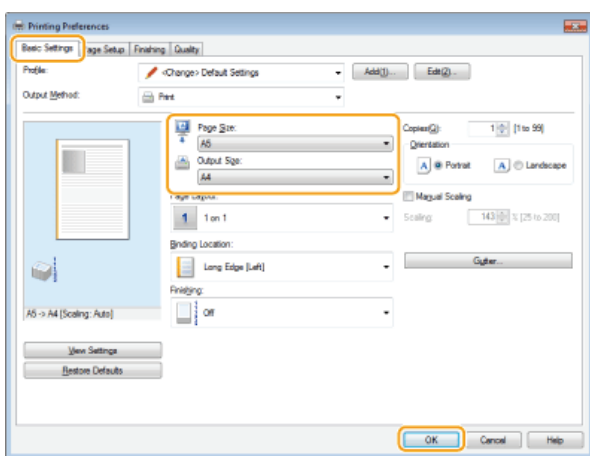 Printing Preferences
Basic Settings Page Setup Finishing Quality
Profile: <Change> Default Settings Add(1)... Edit(2)...
Output Method: Print
Page Size:
A5
Output Size:
A4
Copies(Q): 1 [1 to 99]
Orientation
A Portrait A Landscape
Page Layout:
1 1 on 1
Manual Scaling
Scaling: 143 % [25 to 200]
Binding Location:
Long Edge [Left]
Gutter...
Finishing:
Off
A5 -> A4 [Scaling: Auto]
View Settings
Restore Defaults
OK Cancel Help